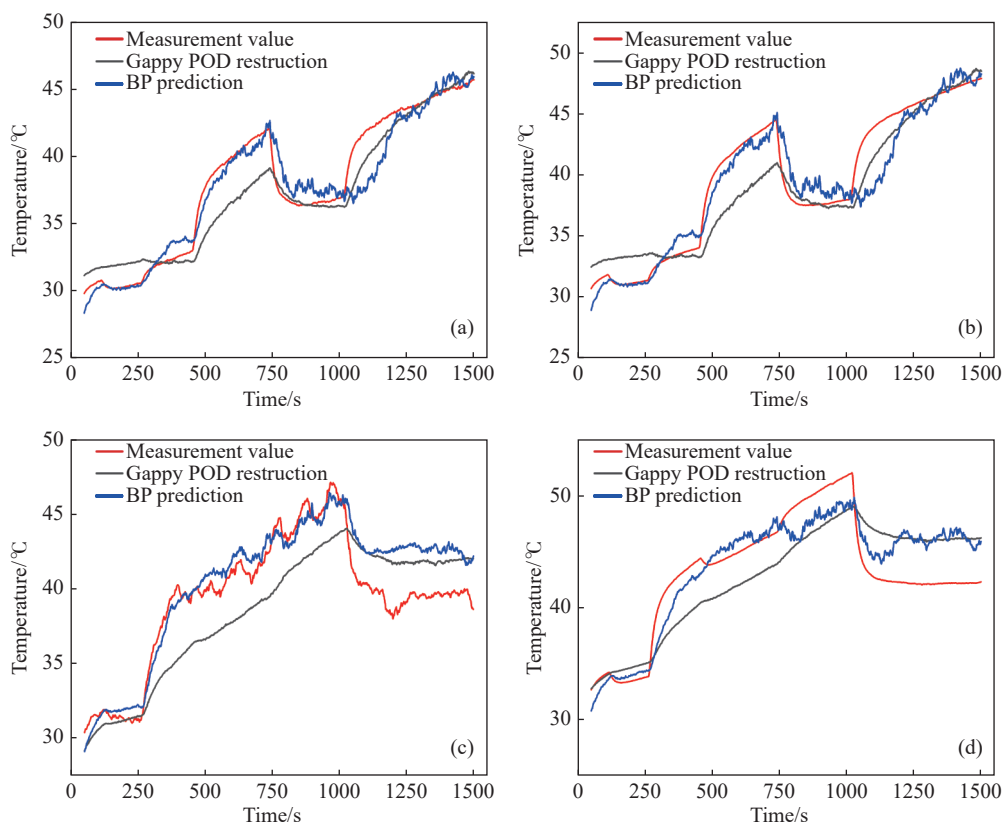 50
45
40
35
30
25
Temperature/℃
Measurement value
Gappy POD restruction
BP prediction
(a)
0
250
500
750
1000
1250
1500
Time/s
50
45
40
35
30
25
Temperature/℃
Measurement value
Gappy POD restruction
BP prediction
(b)
0
250
500
750
1000
1250
1500
Time/s
50
45
40
35
30
Temperature/℃
Measurement value
Gappy POD restruction
BP prediction
(c)
0
250
500
750
1000
1250
1500
Time/s
50
40
30
Temperature/℃
Measurement value
Gappy POD restruction
BP prediction
(d)
0
250
500
750
1000
1250
1500
Time/s